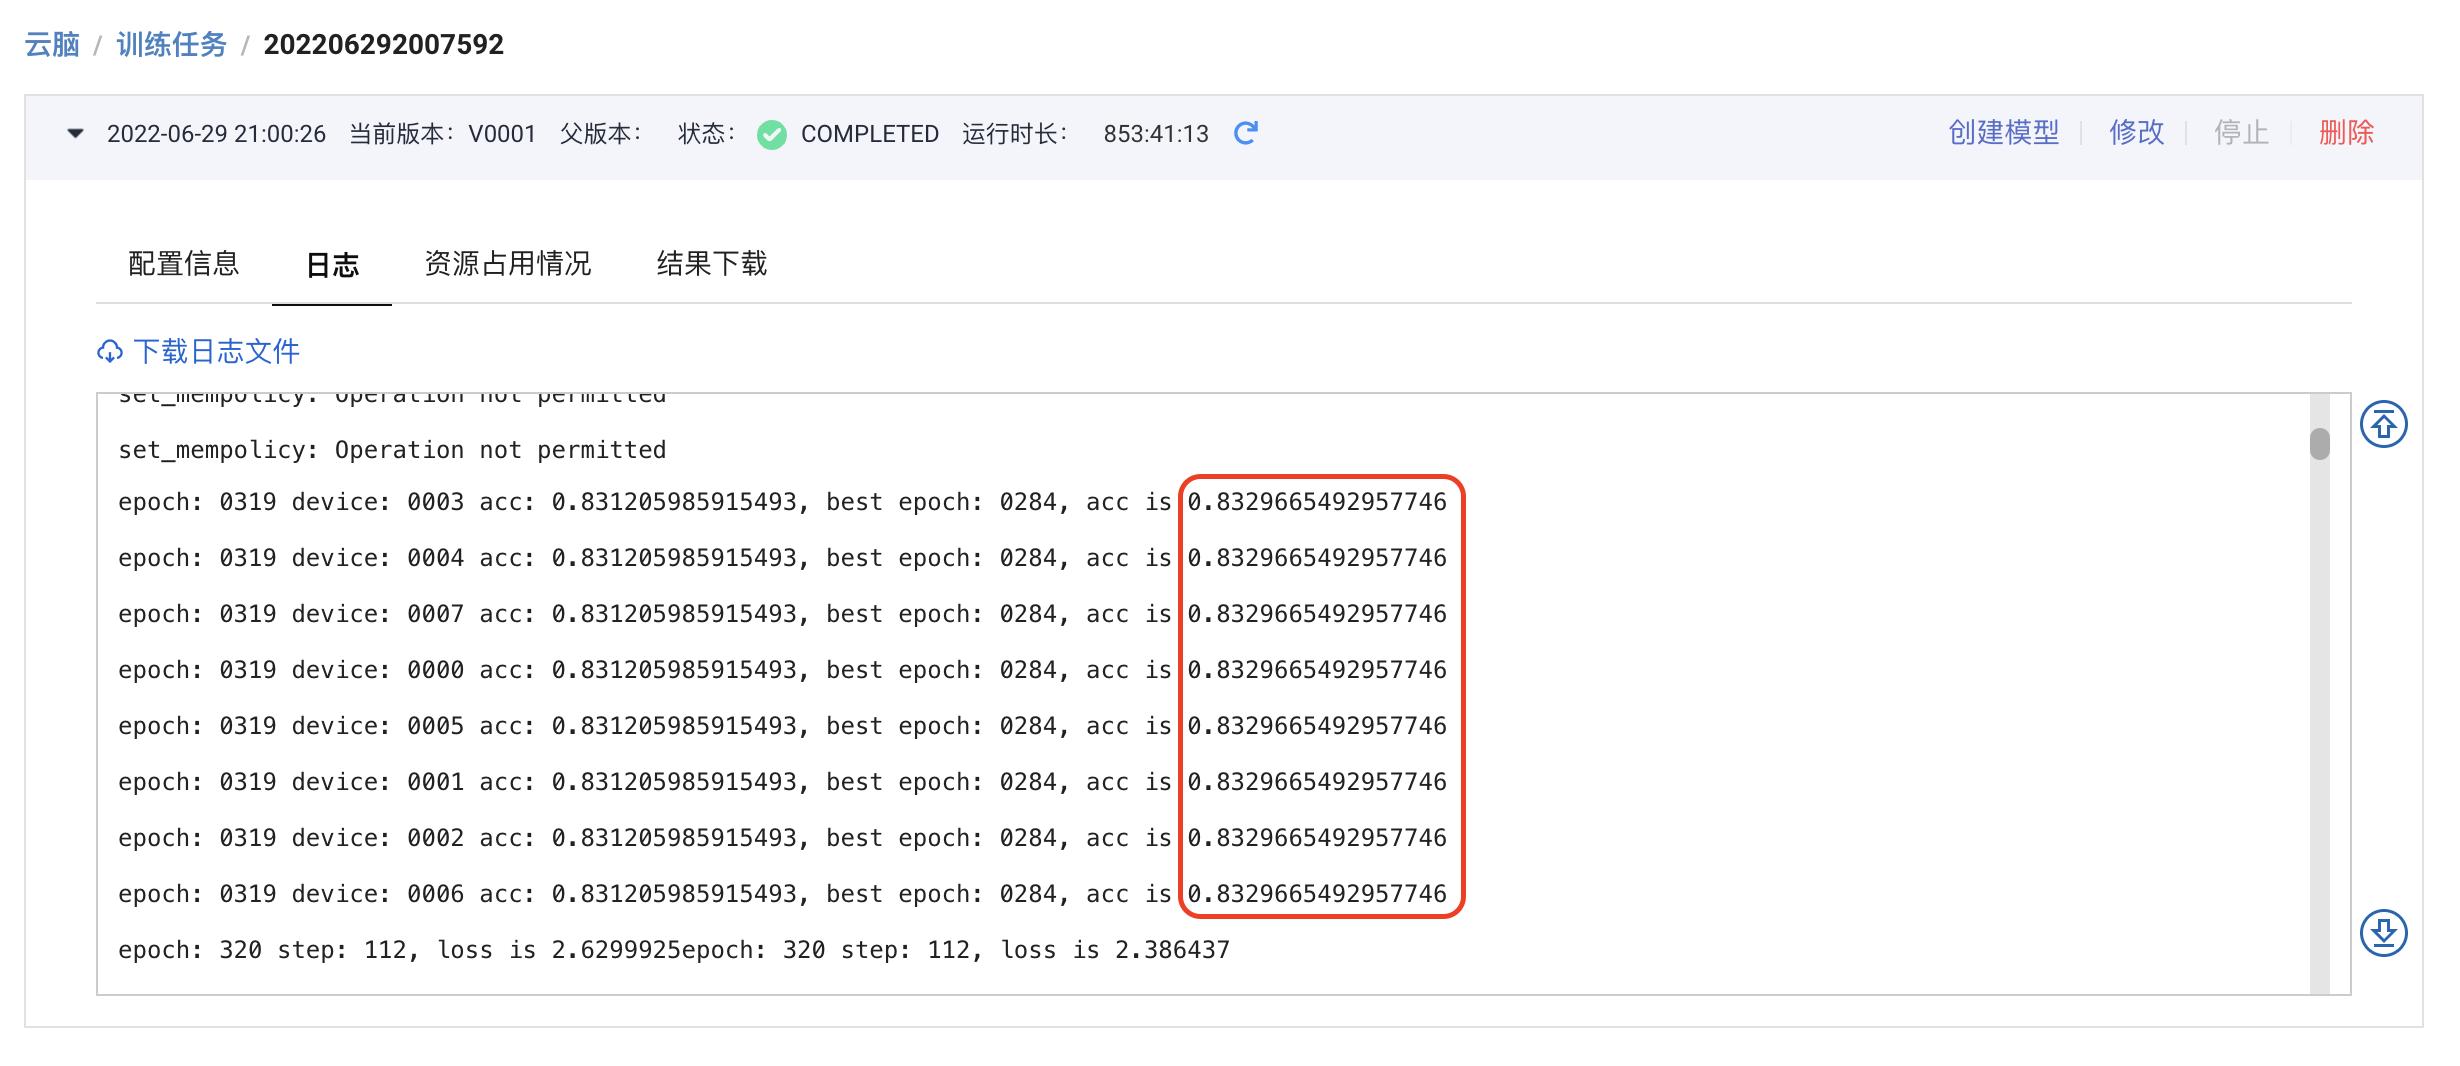 云脑 / 训练任务 / 202206292007592
2022-06-29 21:00:26 当前版本: V0001 父版本: 状态: COMPLETED 运行时长: 853:41:13 创建模型 修改 停止 删除
配置信息 日志 资源占用情况 结果下载
下载日志文件
set_mempolicy: Operation not permitted
set_mempolicy: Operation not permitted
epoch: 0319 device: 0003 acc: 0.831205985915493, best epoch: 0284, acc is 0.8329665492957746
epoch: 0319 device: 0004 acc: 0.831205985915493, best epoch: 0284, acc is 0.8329665492957746
epoch: 0319 device: 0007 acc: 0.831205985915493, best epoch: 0284, acc is 0.8329665492957746
epoch: 0319 device: 0000 acc: 0.831205985915493, best epoch: 0284, acc is 0.8329665492957746
epoch: 0319 device: 0005 acc: 0.831205985915493, best epoch: 0284, acc is 0.8329665492957746
epoch: 0319 device: 0001 acc: 0.831205985915493, best epoch: 0284, acc is 0.8329665492957746
epoch: 0319 device: 0002 acc: 0.831205985915493, best epoch: 0284, acc is 0.8329665492957746
epoch: 0319 device: 0006 acc: 0.831205985915493, best epoch: 0284, acc is 0.8329665492957746
epoch: 320 step: 112, loss is 2.6299925epoch: 320 step: 112, loss is 2.386437